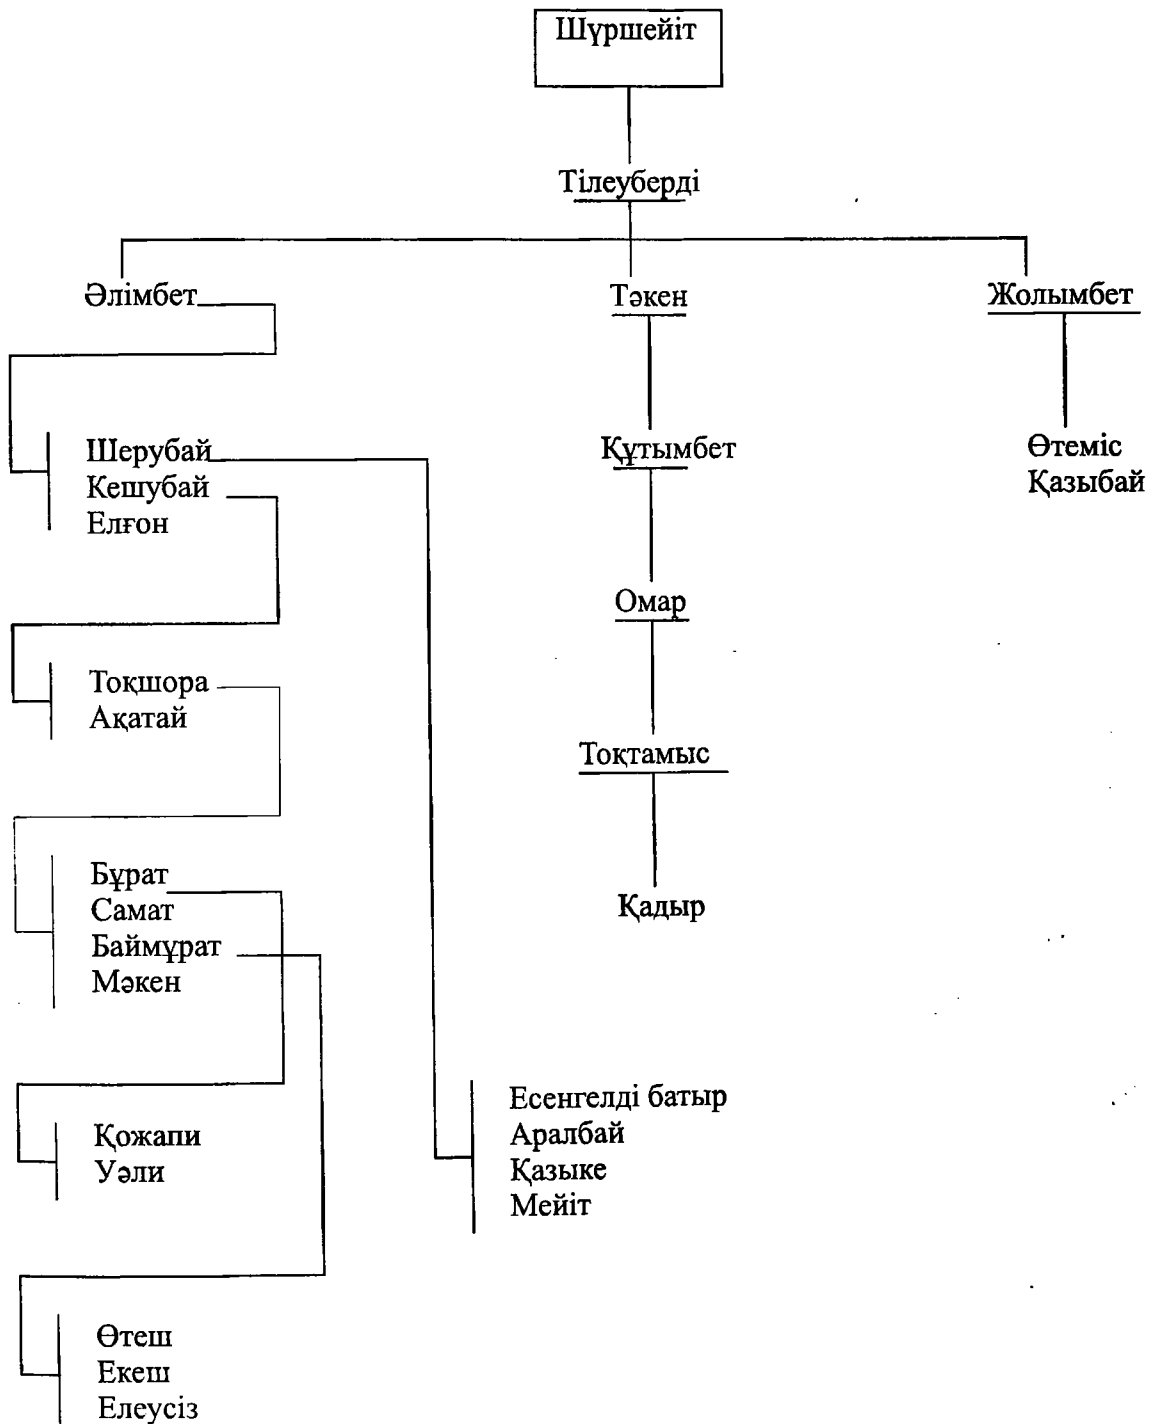 Шүршейіт
Тілеуберді
Әлімбет
Тәкен
Жолымбет
Шерубай
Кешубай
Елғон
Құтымбет
Өтеміс
Қазыбай
Омар
Тоқшора
Ақатай
Тоқтамыс
Бұрат
Самат
Баймұрат
Мәкен
Қадыр
Қожапи
Уәли
Есенгелді батыр
Аралбай
Қазыке
Мейіт
Өтеш
Екеш
Елеусіз